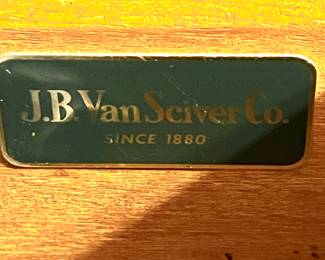 J.B. Van Sciver Co.
SINCE 1880